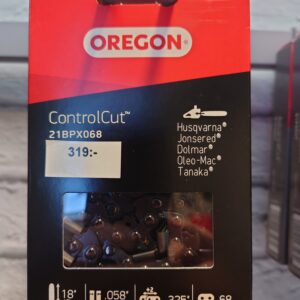 OREGON®
ControlCut™
21BPX068
319:-
Husqvarna®
Jonsered®
Dolmar®
Oleo-Mac®
Tanaka®
18" .058" .325" 68